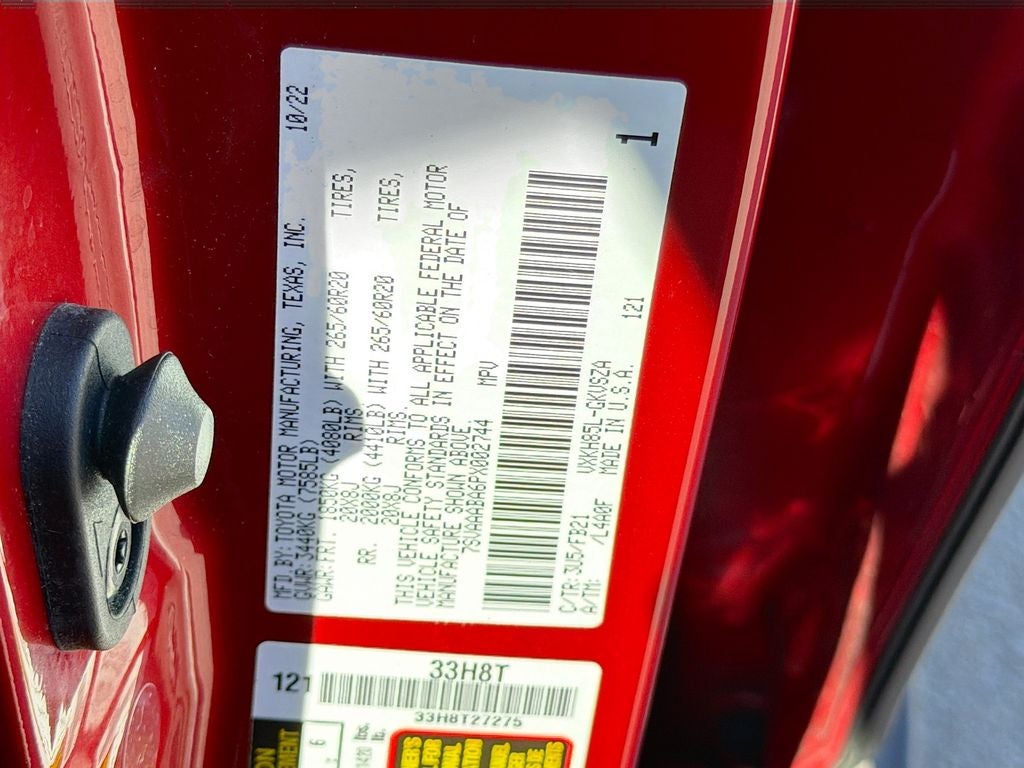 MFD.BY:TOYOTA MOTOR MANUFACTURING, TEXAS, INC. 10/22
GVWR:3440KG (7585LB)
GAWR:FRT. 1850KG (4080LB) WITH 265/60R20 TIRES,
20X8J RIMS
RR. 2000KG (4410LB) WITH 265/60R20 TIRES,
20X8J RIMS.
THIS VEHICLE CONFORMS TO ALL APPLICABLE FEDERAL MOTOR
VEHICLE SAFETY STANDARDS IN EFFECT ON THE DATE OF
MANUFACTURE SHOWN ABOVE.
7SVAAABA6PX002744 MPV
1
C/TR: 3U5/FB21 VXKH85L-GKVSZA
A/TM: /L4A0F MADE IN U.S.A. 121
121
33H8T
33H8T27275